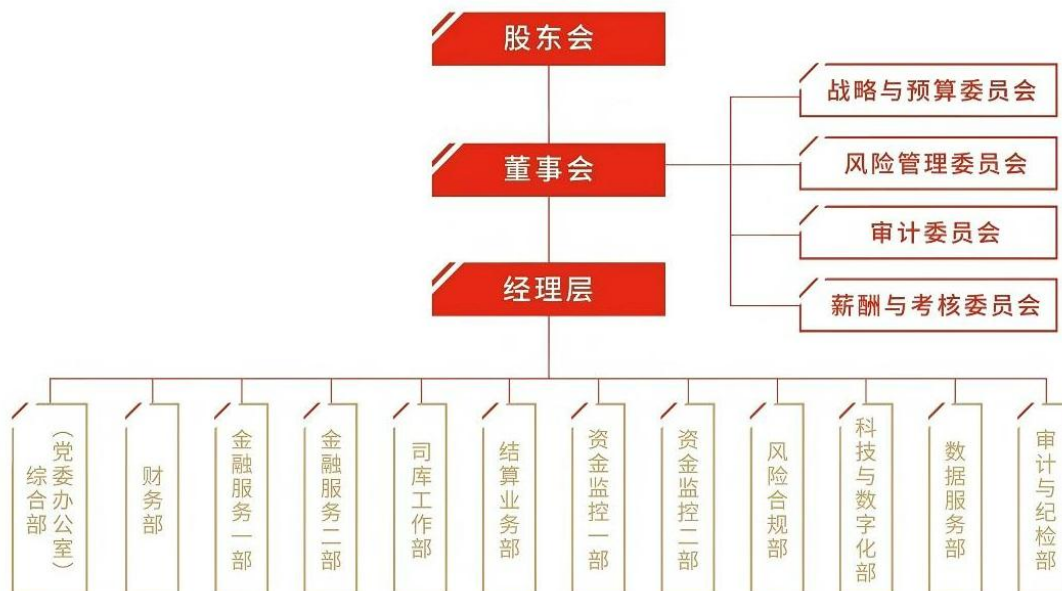 股东会
战略与预算委员会
董事会
风险管理委员会
审计委员会
经理层
薪酬与考核委员会
综合部
（党委办公室）
财务部
金融服务一部
金融服务二部
司库工作部
结算业务部
资金监控一部
资金监控二部
风险合规部
科技与数字化部
数据服务部
审计与纪检部